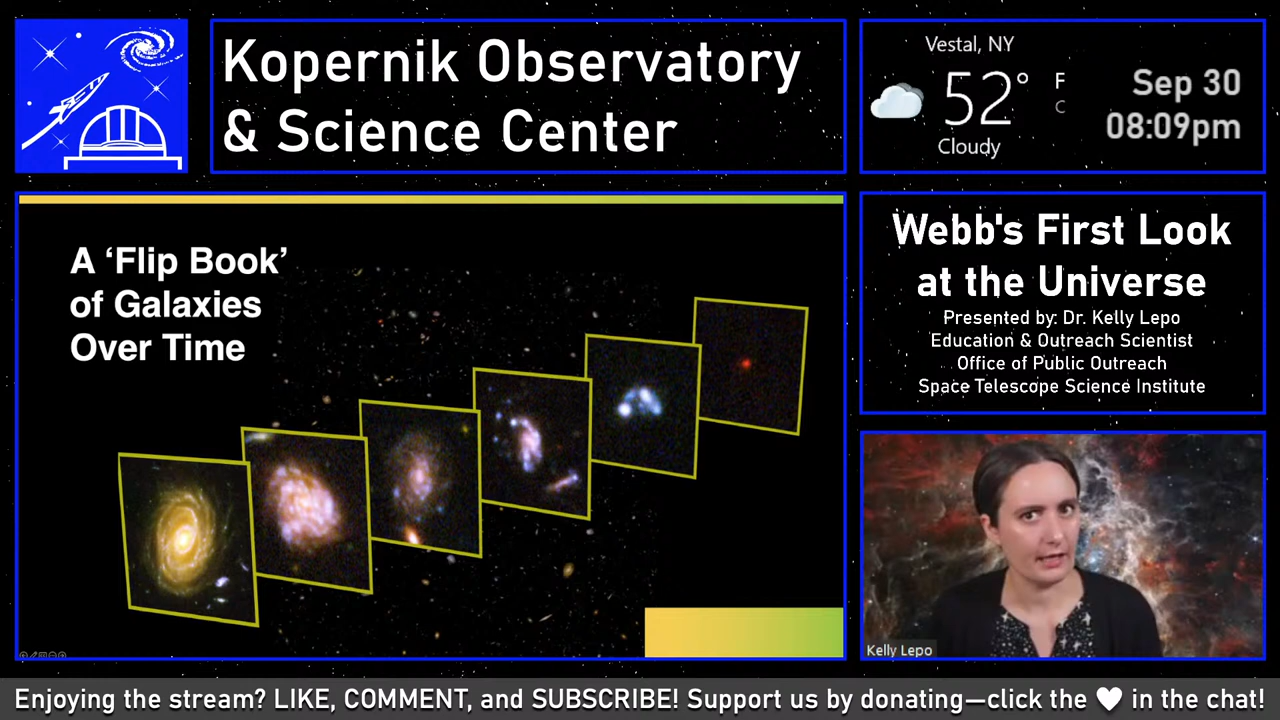 Kopernik Observatory
& Science Center
Vestal, NY
52°
F
C
Cloudy
Sep 30
08:09pm
A ‘Flip Book’
of Galaxies
Over Time
Webb's First Look
at the Universe
Presented by: Dr. Kelly Lepo
Education & Outreach Scientist
Office of Public Outreach
Space Telescope Science Institute
Kelly Lepo
Enjoying the stream? LIKE, COMMENT, and SUBSCRIBE! Support us by donating—click the ♥ in the chat!